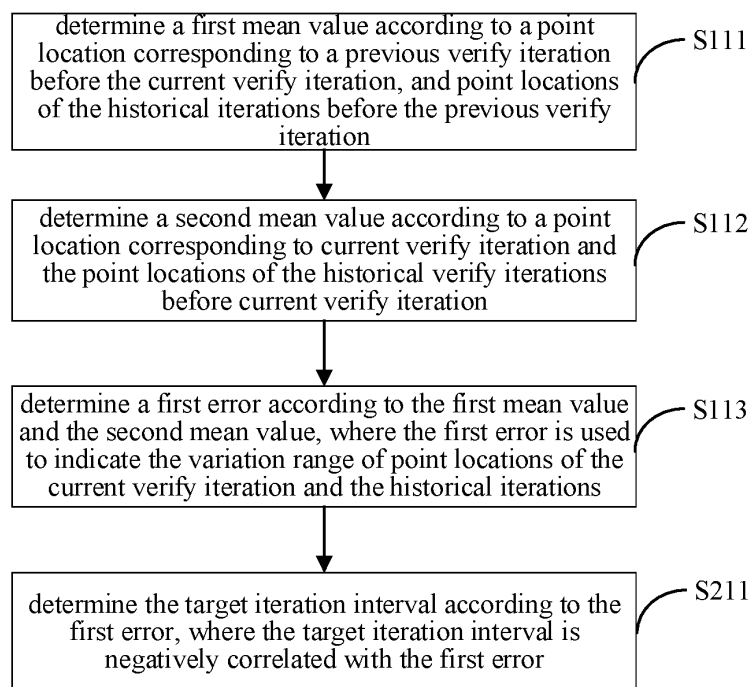 determine a first mean value according to a point
location corresponding to a previous verify iteration
before the current verify iteration, and point locations
of the historical iterations before the previous verify
iteration
S111
determine a second mean value according to a point
location corresponding to current verify iteration and
the point locations of the historical verify iterations
before current verify iteration
S112
determine a first error according to the first mean value
and the second mean value, where the first error is used
to indicate the variation range of point locations of the
current verify iteration and the historical iterations
S113
determine the target iteration interval according to the
first error, where the target iteration interval is
negatively correlated with the first error
S211